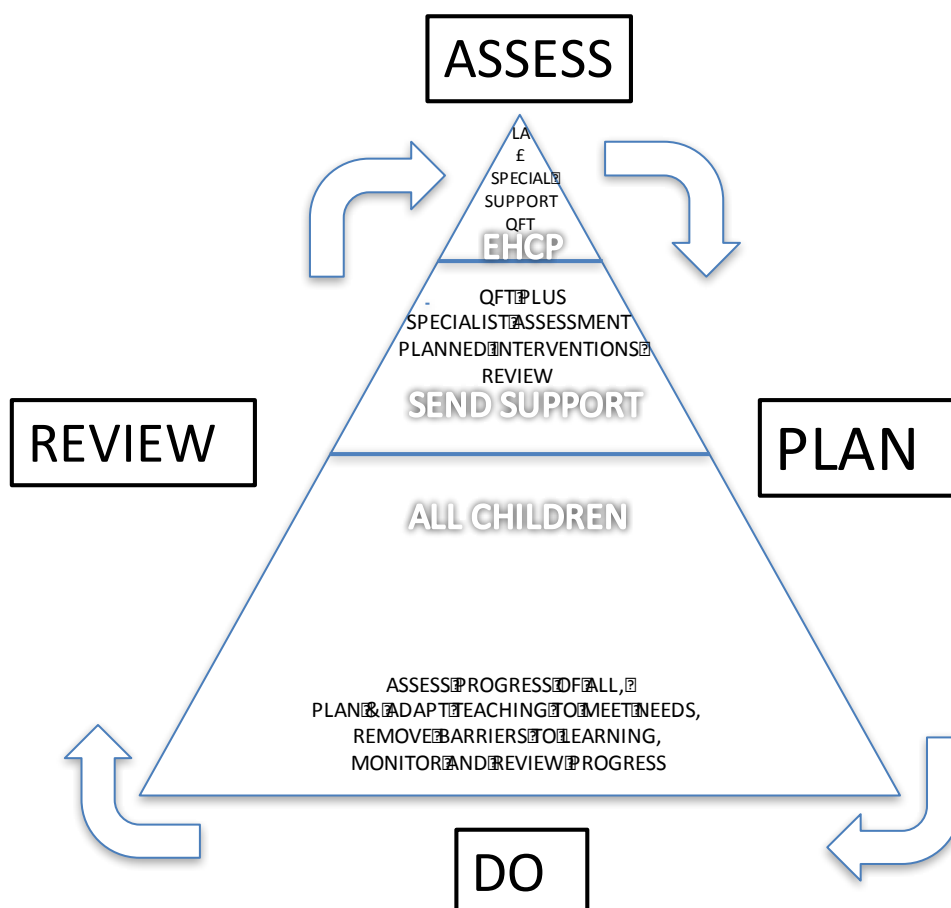 ASSESS
LA
£
SPECIAL
SUPPORT
QFT
EHCP
QFT PLUS
SPECIALIST ASSESSMENT
PLANNED INTERVENTIONS
REVIEW
SEND SUPPORT
REVIEW
PLAN
ALL CHILDREN
ASSESS PROGRESS OF ALL,
PLAN & ADAPT TEACHING TO MEET NEEDS,
REMOVE BARRIERS TO LEARNING,
MONITOR AND REVIEW PROGRESS
DO